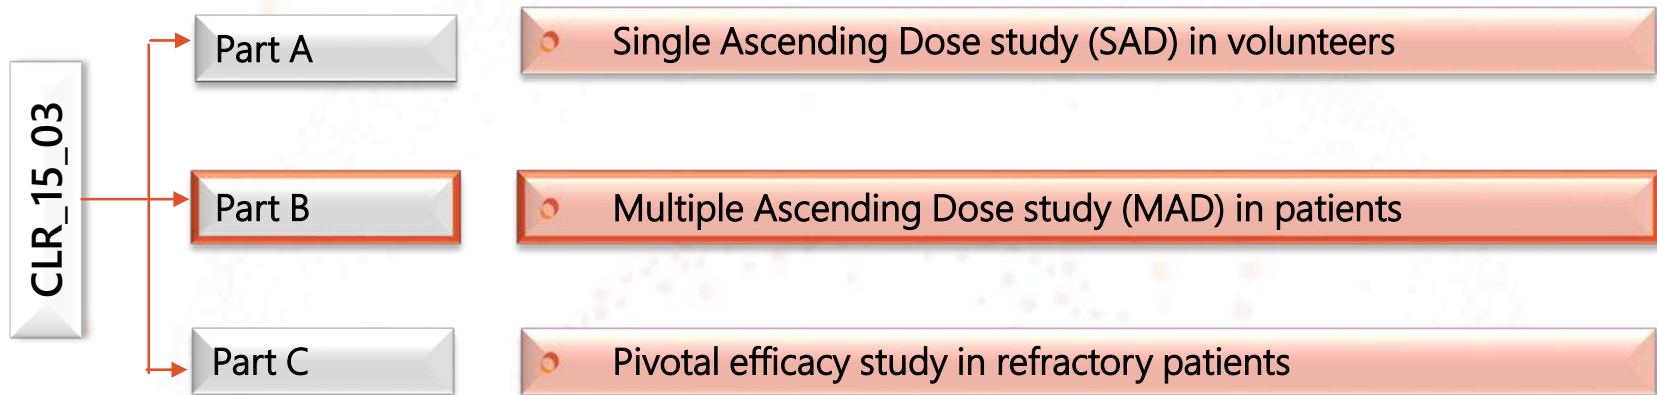 CLR_15_03
Part A
Single Ascending Dose study (SAD) in volunteers
Part B
Multiple Ascending Dose study (MAD) in patients
Part C
Pivotal efficacy study in refractory patients